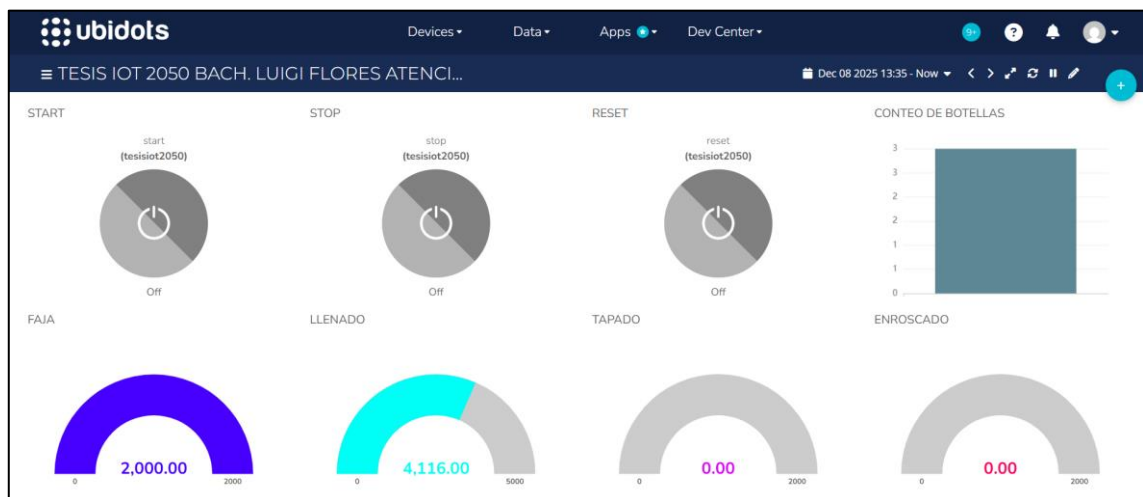 ubidots
Devices
Data
Apps
Dev Center
9+
?
TESIS IOT 2050 BACH. LUIGI FLORES ATENCI...
Dec 08 2025 13:35 - Now
+
START
start
(tesisiot2050)
Off
STOP
stop
(tesisiot2050)
Off
RESET
reset
(tesisiot2050)
Off
CONTEO DE BOTELLAS
3
3
2
2
1
1
0
FAJA
2,000.00
0 2000
LLENADO
4,116.00
0 5000
TAPADO
0.00
0 2000
ENROSCADO
0.00
0 2000